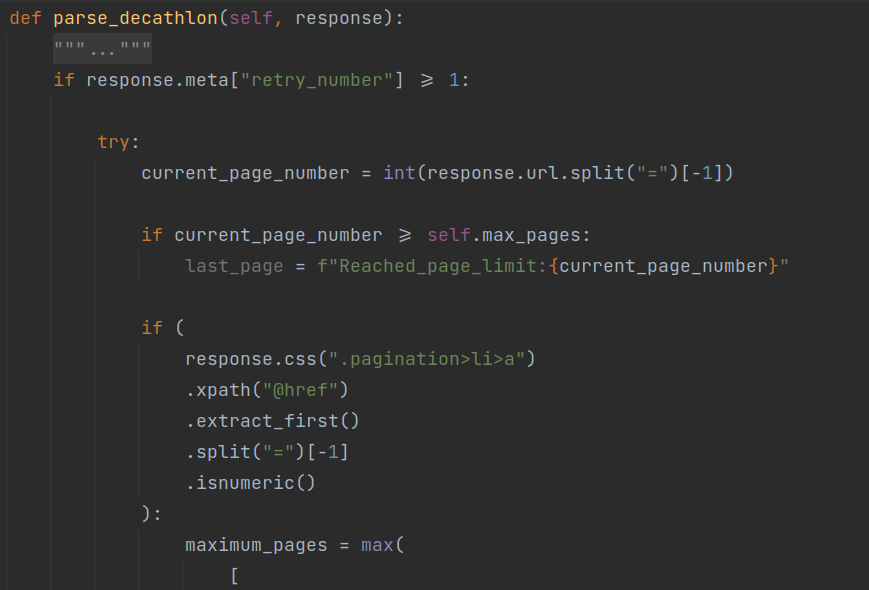 def parse_decathlon(self, response):
"""..."""
if response.meta["retry_number"] ⩾ 1:
try:
current_page_number = int(response.url.split("=")[-1])
if current_page_number ⩾ self.max_pages:
last_page = f"Reached_page_limit:{current_page_number}"
if (
response.css(".pagination>li>a")
.xpath("@href")
.extract_first()
.split("=")[-1]
.isnumeric()
):
maximum_pages = max(
[